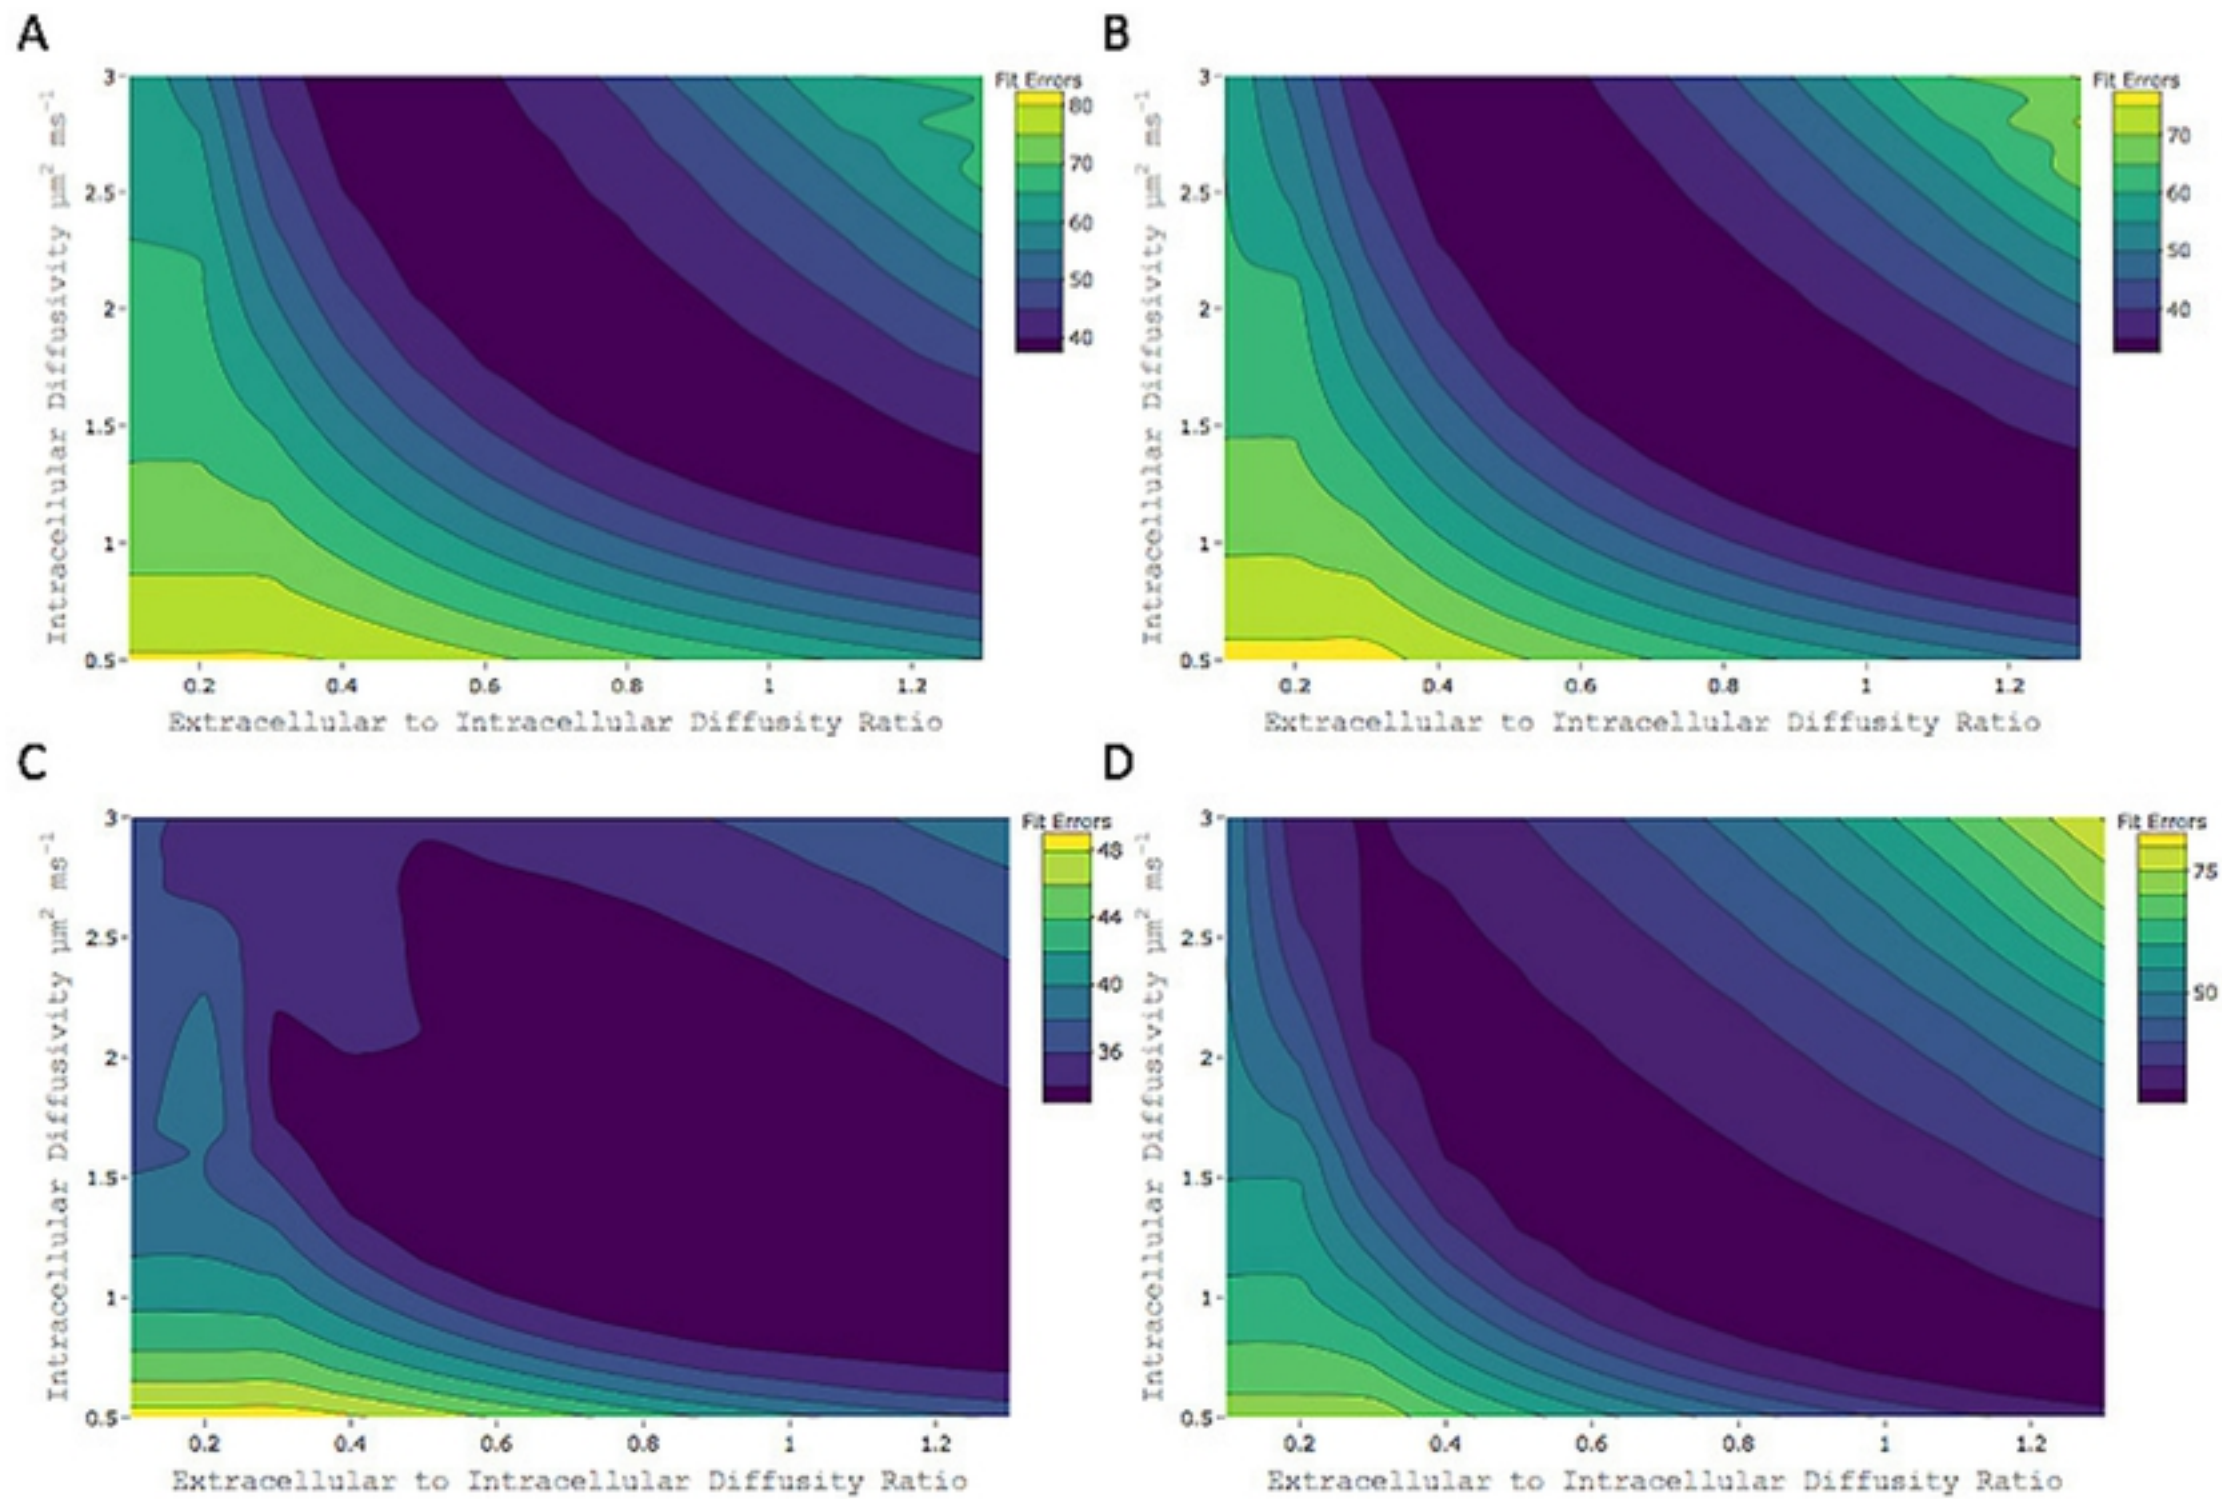 A
B
Fit Errors
80
70
60
50
40
3
2.5
2
1.5
1
0.5
Intracellular Diffusivity µm² ms⁻¹
0.2 0.4 0.6 0.8 1 1.2
Extracellular to Intracellular Diffusity Ratio
Fit Errors
70
60
50
40
3
2.5
2
1.5
1
0.5
Intracellular Diffusivity µm² ms⁻¹
0.2 0.4 0.6 0.8 1 1.2
Extracellular to Intracellular Diffusity Ratio
C
D
Fit Errors
48
44
40
36
3
2.5
2
1.5
1
0.5
Intracellular Diffusivity µm² ms⁻¹
0.2 0.4 0.6 0.8 1 1.2
Extracellular to Intracellular Diffusity Ratio
Fit Errors
75
50
3
2.5
2
1.5
1
0.5
Intracellular Diffusivity µm² ms⁻¹
0.2 0.4 0.6 0.8 1 1.2
Extracellular to Intracellular Diffusity Ratio